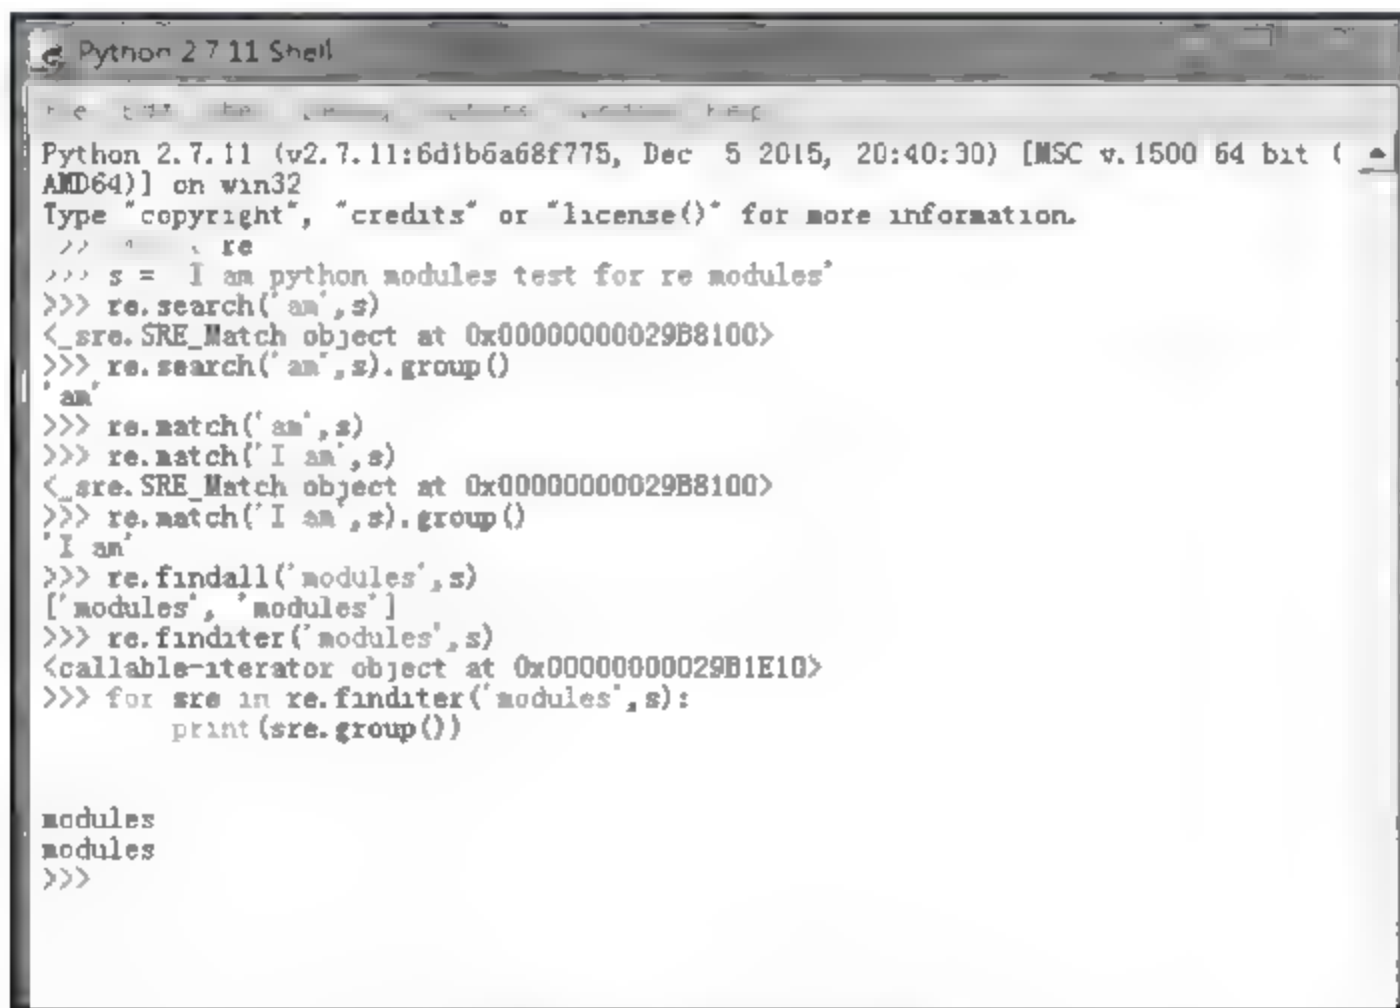 Python 2 7 11 Shell
Help
Python 2.7.11 (v2.7.11:6d1b6a68f775, Dec  5 2015, 20:40:30) [MSC v.1500 64 bit (
AMD64)] on win32
Type "copyright", "credits" or "license()" for more information.
>> re
>>> s =  I am python modules test for re modules'
>>> re.search('am',s)
<_sre.SRE_Match object at 0x00000000029B8100>
>>> re.search('am',s).group()
'am'
>>> re.match('am',s)
>>> re.match('I am',s)
<_sre.SRE_Match object at 0x00000000029B8100>
>>> re.match('I am',s).group()
'I am'
>>> re.findall('modules',s)
['modules', 'modules']
>>> re.finditer('modules',s)
<callable-iterator object at 0x00000000029B1E10>
>>> for sre in re.finditer('modules',s):
        print(sre.group())
modules
modules
>>>